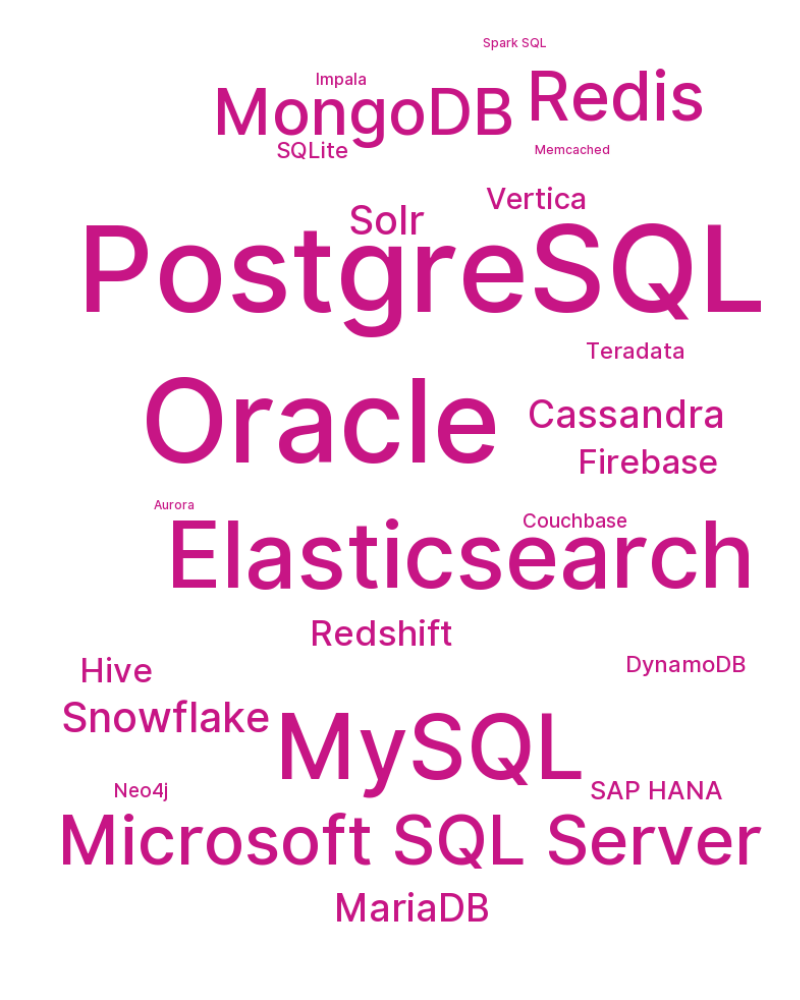 Spark SQL
Impala
MongoDB Redis
SQLite
Memcached
Vertica
Solr
PostgreSQL
Teradata
Oracle
Cassandra
Firebase
Aurora
Couchbase
Elasticsearch
Redshift
Hive
DynamoDB
Snowflake
MySQL
Neo4j
SAP HANA
Microsoft SQL Server
MariaDB